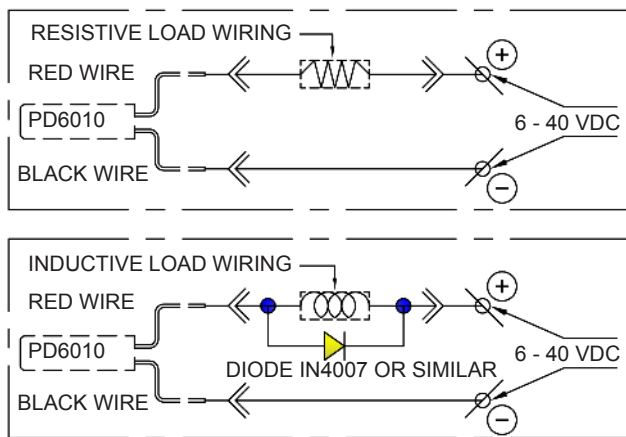 RESISTIVE LOAD WIRING
RED WIRE
+
PD6010
6 - 40 VDC
BLACK WIRE
−
INDUCTIVE LOAD WIRING
RED WIRE
+
PD6010
6 - 40 VDC
DIODE IN4007 OR SIMILAR
BLACK WIRE
−